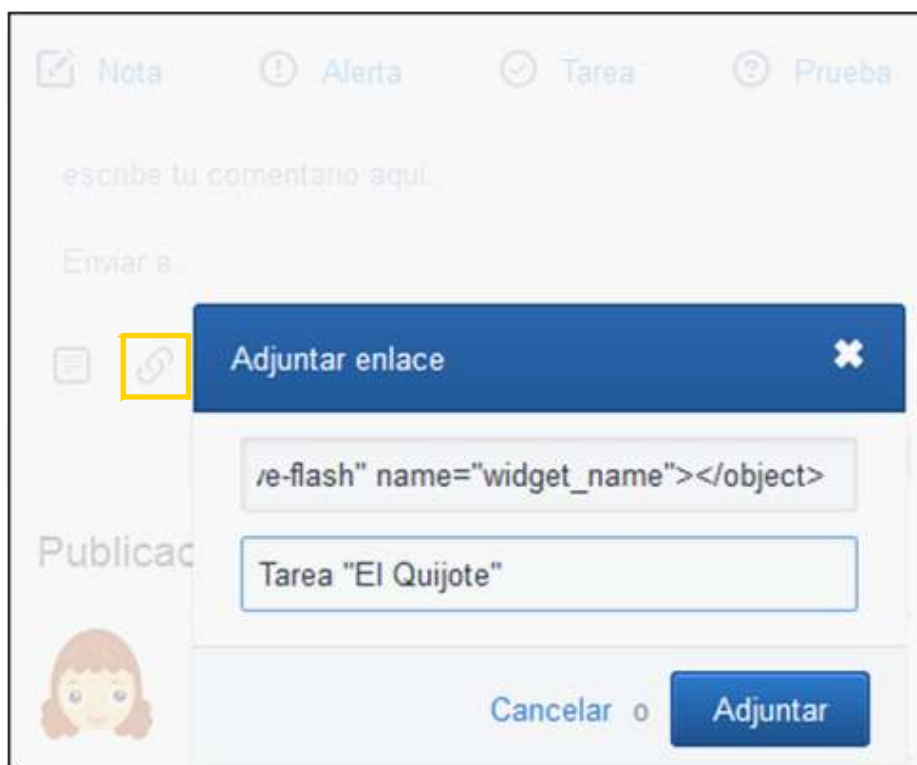 Nota Alerta Tarea Prueba
escribe tu comentario aquí...
Enviar a...
Adjuntar enlace
/e-flash" name="widget_name"></object>
Publicac
Tarea "El Quijote"
Cancelar o Adjuntar